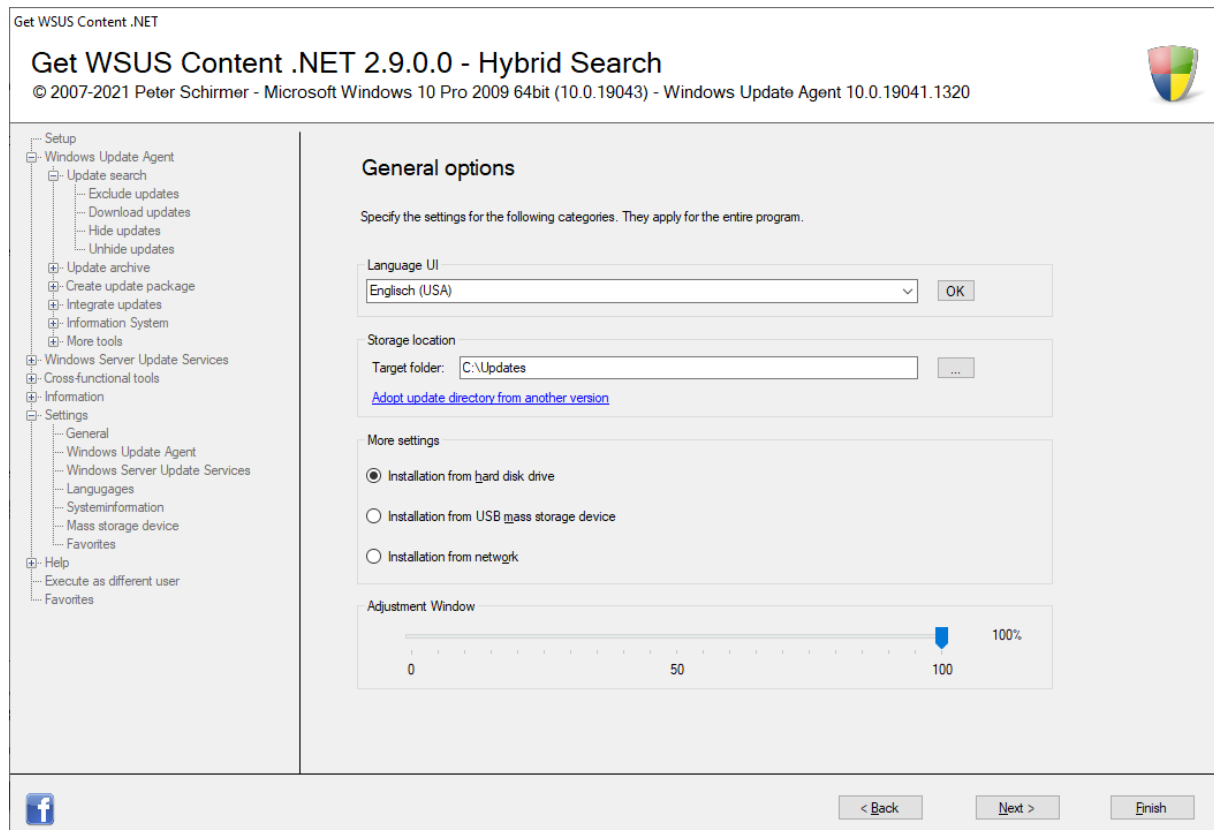 Get WSUS Content .NET
Get WSUS Content .NET 2.9.0.0 - Hybrid Search
© 2007-2021 Peter Schirmer - Microsoft Windows 10 Pro 2009 64bit (10.0.19043) - Windows Update Agent 10.0.19041.1320
Setup
Windows Update Agent
Update search
Exclude updates
Download updates
Hide updates
Unhide updates
Update archive
Create update package
Integrate updates
Information System
More tools
Windows Server Update Services
Cross-functional tools
Information
Settings
General
Windows Update Agent
Windows Server Update Services
Langugages
Systeminformation
Mass storage device
Favorites
Help
Execute as different user
Favorites
General options
Specify the settings for the following categories. They apply for the entire program.
Language UI
Englisch (USA)
OK
Storage location
Target folder: C:\Updates ...
Adopt update directory from another version
More settings
Installation from hard disk drive
Installation from USB mass storage device
Installation from network
Adjustment Window
100%
0 50 100
f
< Back Next > Finish